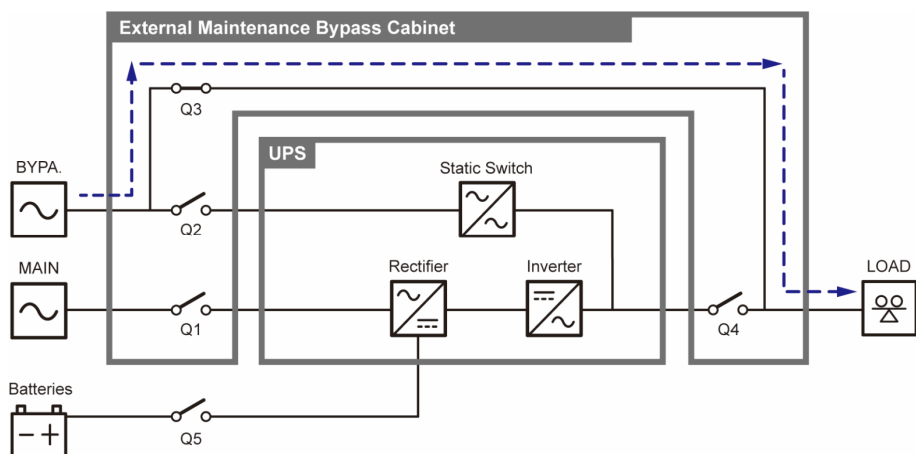 External Maintenance Bypass Cabinet
Q3
UPS
BYPA.
Static Switch
Q2
MAIN
Rectifier
Inverter
LOAD
Q1
Q4
Batteries
Q5